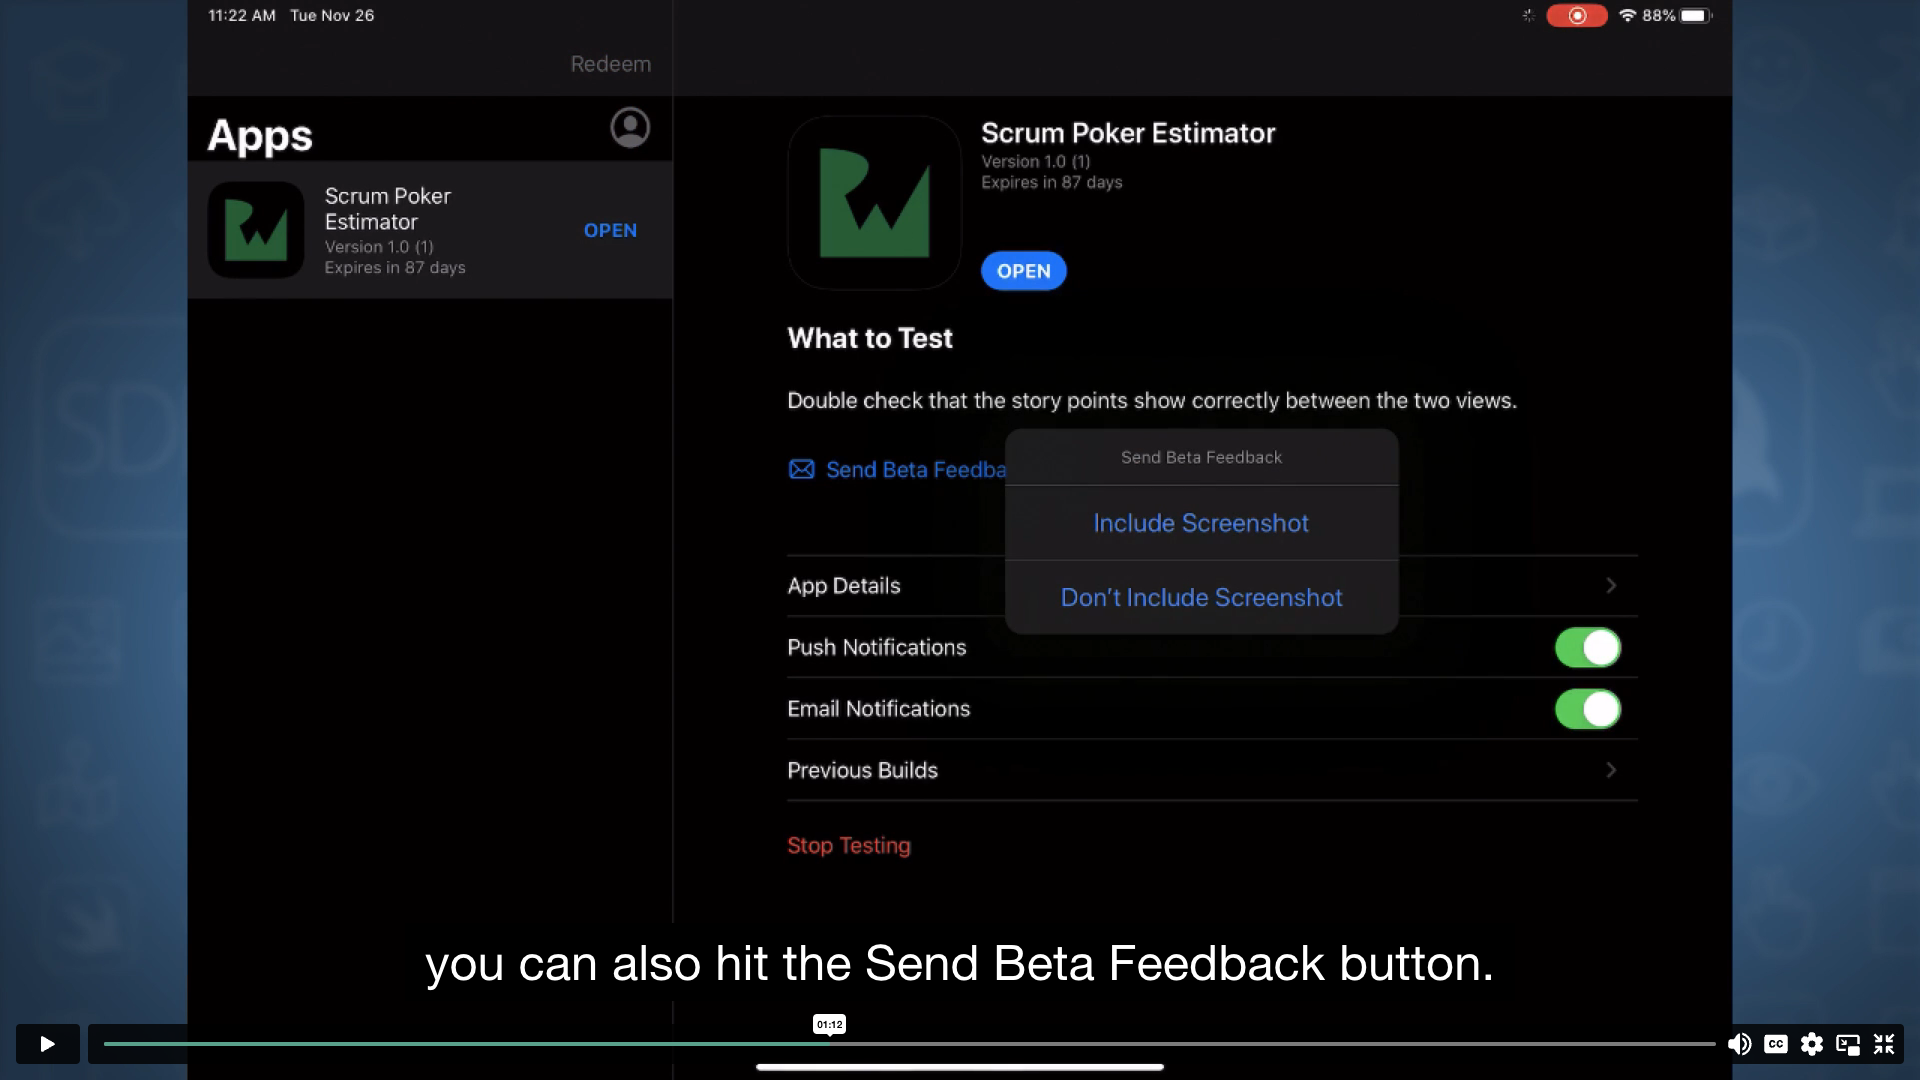 11:22 AM Tue Nov 26
88%
Redeem
Apps
Scrum Poker
Estimator
Version 1.0 (1)
Expires in 87 days
OPEN
Scrum Poker Estimator
Version 1.0 (1)
Expires in 87 days
OPEN
What to Test
Double check that the story points show correctly between the two views.
Send Beta Feedba
Send Beta Feedback
Include Screenshot
Don't Include Screenshot
App Details
Push Notifications
Email Notifications
Previous Builds
Stop Testing
SD
you can also hit the Send Beta Feedback button.
01:12
CC